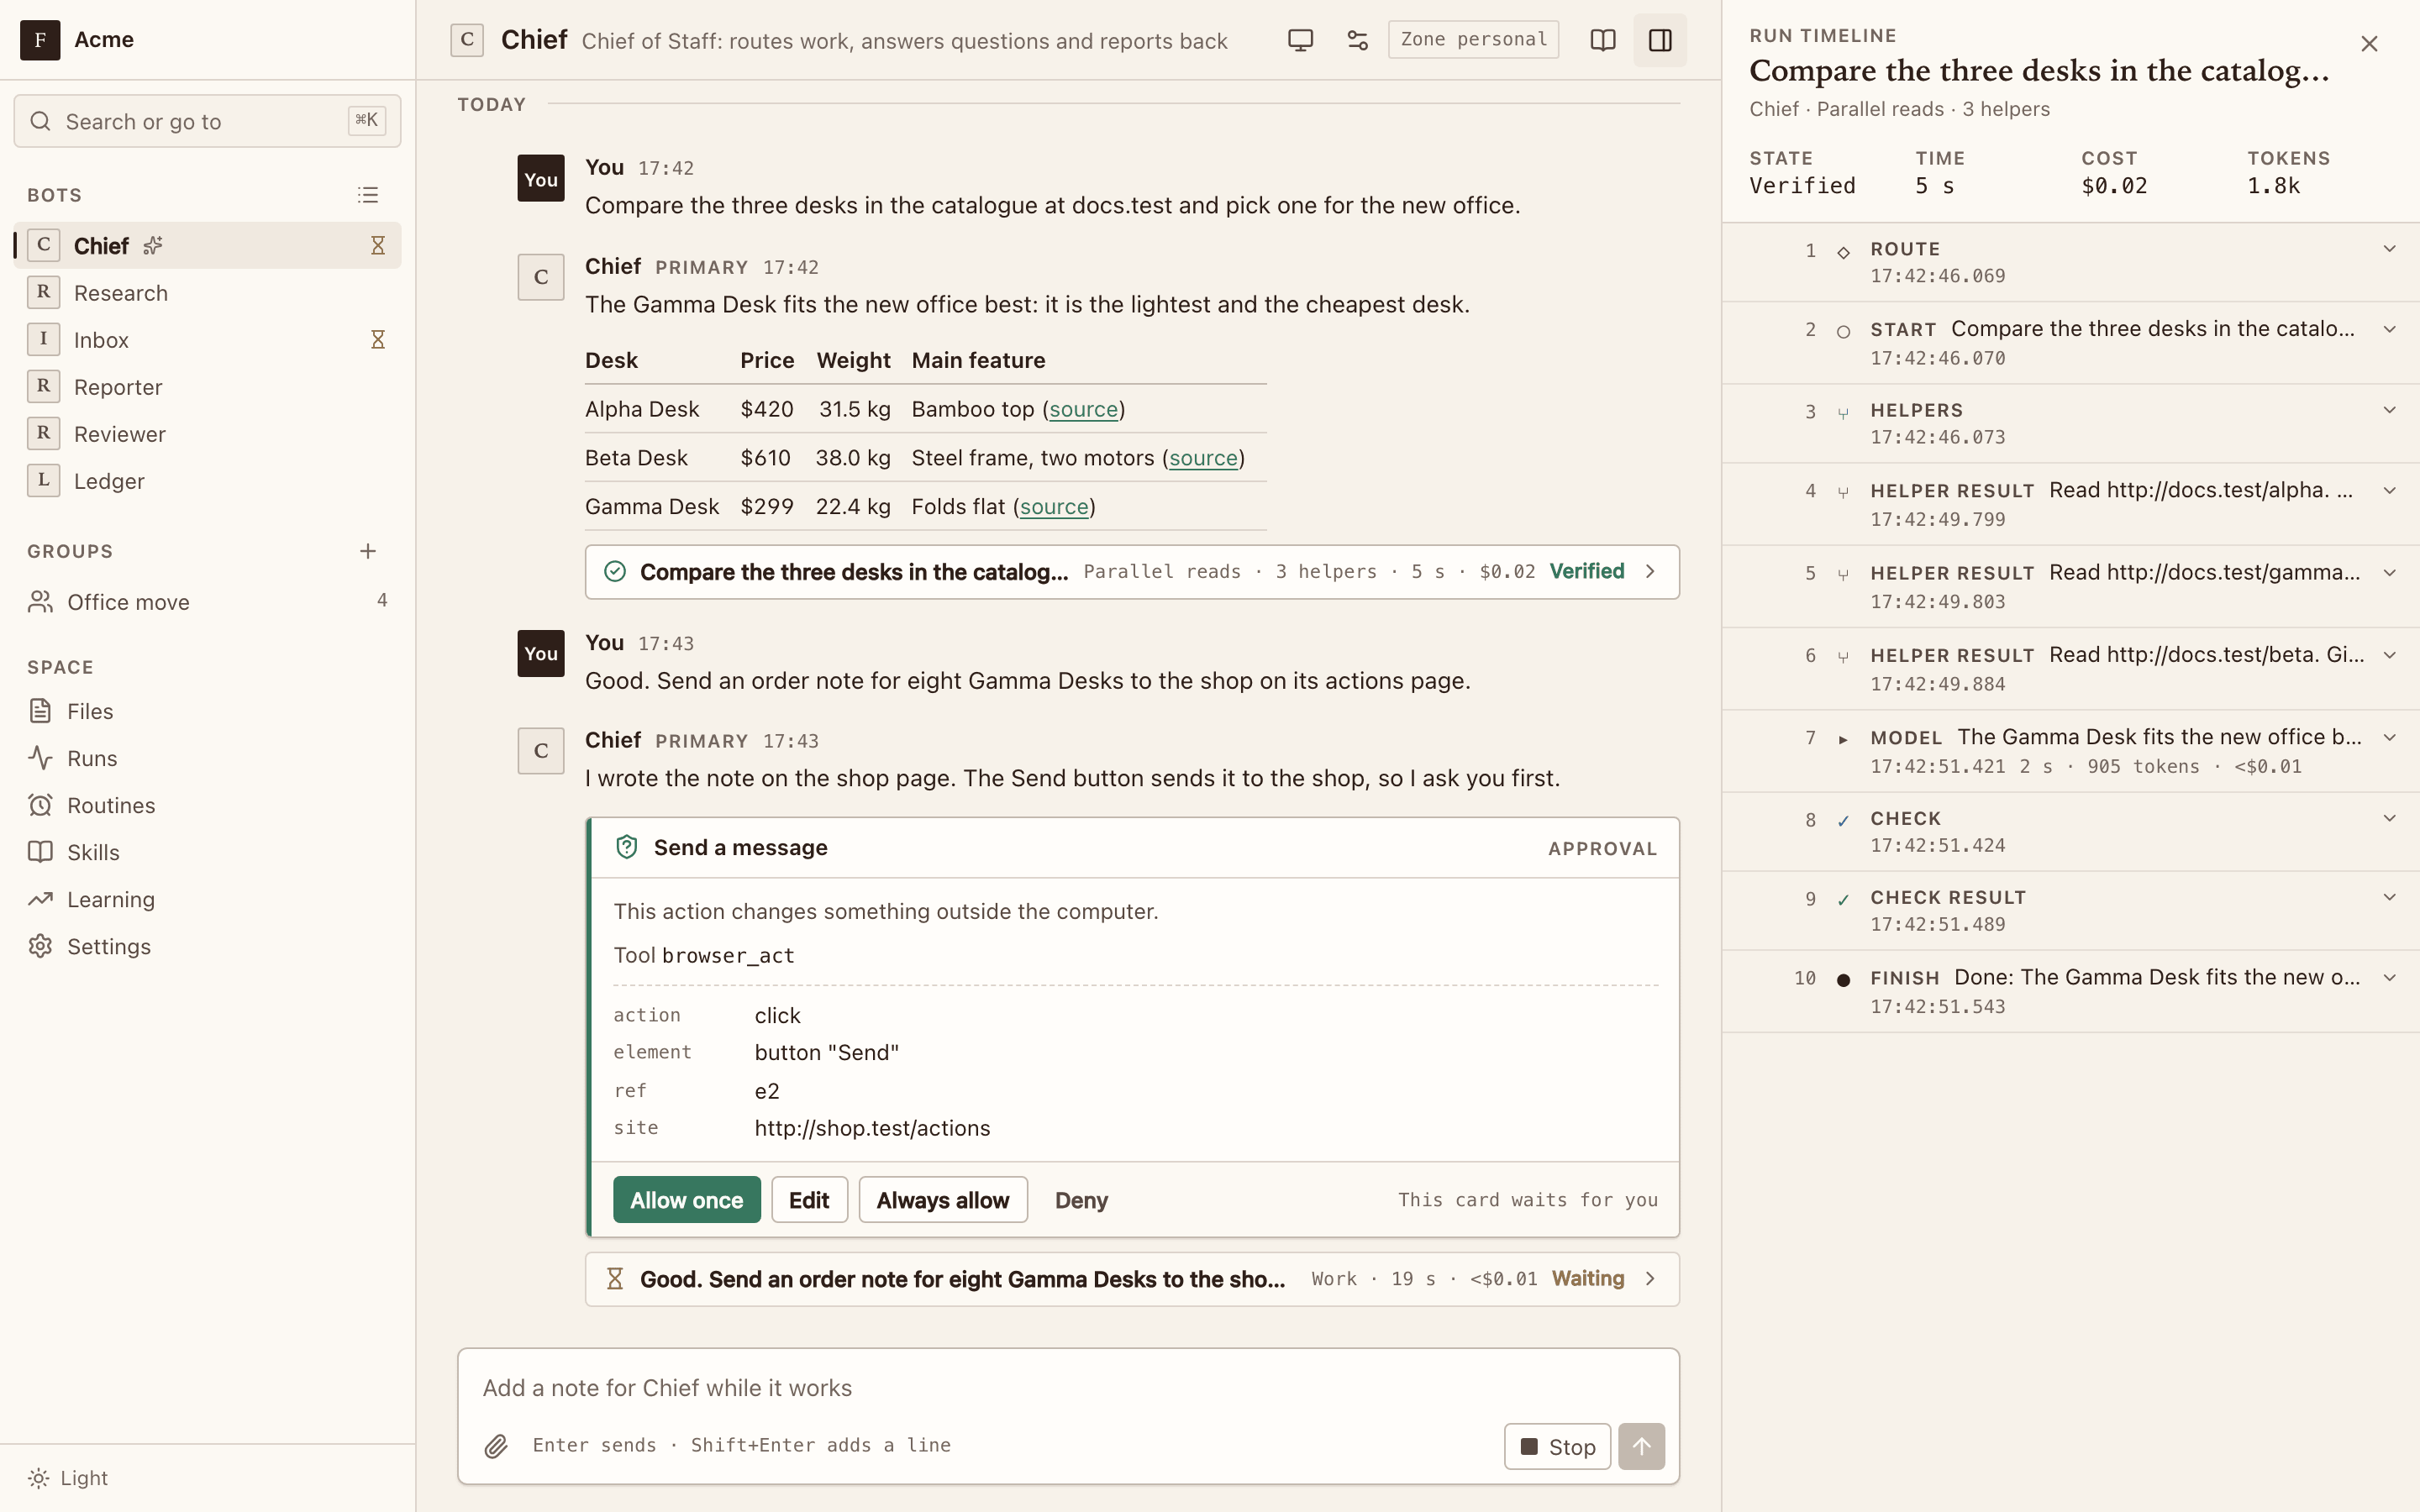 F Acme
Search or go to ⌘K
BOTS
C Chief
R Research
I Inbox
R Reporter
R Reviewer
L Ledger
GROUPS
Office move 4
SPACE
Files
Runs
Routines
Skills
Learning
Settings
Light
C Chief Chief of Staff: routes work, answers questions and reports back Zone personal
TODAY
You You 17:42
Compare the three desks in the catalogue at docs.test and pick one for the new office.
C Chief PRIMARY 17:42
The Gamma Desk fits the new office best: it is the lightest and the cheapest desk.
Desk Price Weight Main feature
Alpha Desk $420 31.5 kg Bamboo top (source)
Beta Desk $610 38.0 kg Steel frame, two motors (source)
Gamma Desk $299 22.4 kg Folds flat (source)
Compare the three desks in the catalog... Parallel reads · 3 helpers · 5 s · $0.02 Verified
You You 17:43
Good. Send an order note for eight Gamma Desks to the shop on its actions page.
C Chief PRIMARY 17:43
I wrote the note on the shop page. The Send button sends it to the shop, so I ask you first.
Send a message APPROVAL
This action changes something outside the computer.
Tool browser_act
action click
element button "Send"
ref e2
site http://shop.test/actions
Allow once Edit Always allow Deny This card waits for you
Good. Send an order note for eight Gamma Desks to the sho... Work · 19 s · <$0.01 Waiting
Add a note for Chief while it works
Enter sends · Shift+Enter adds a line Stop
RUN TIMELINE
Compare the three desks in the catalog...
Chief · Parallel reads · 3 helpers
STATE TIME COST TOKENS
Verified 5 s $0.02 1.8k
1 ROUTE
17:42:46.069
2 START Compare the three desks in the catalo...
17:42:46.070
3 HELPERS
17:42:46.073
4 HELPER RESULT Read http://docs.test/alpha. ...
17:42:49.799
5 HELPER RESULT Read http://docs.test/gamma...
17:42:49.803
6 HELPER RESULT Read http://docs.test/beta. Gi...
17:42:49.884
7 MODEL The Gamma Desk fits the new office b...
17:42:51.421 2 s · 905 tokens · <$0.01
8 CHECK
17:42:51.424
9 CHECK RESULT
17:42:51.489
10 FINISH Done: The Gamma Desk fits the new o...
17:42:51.543